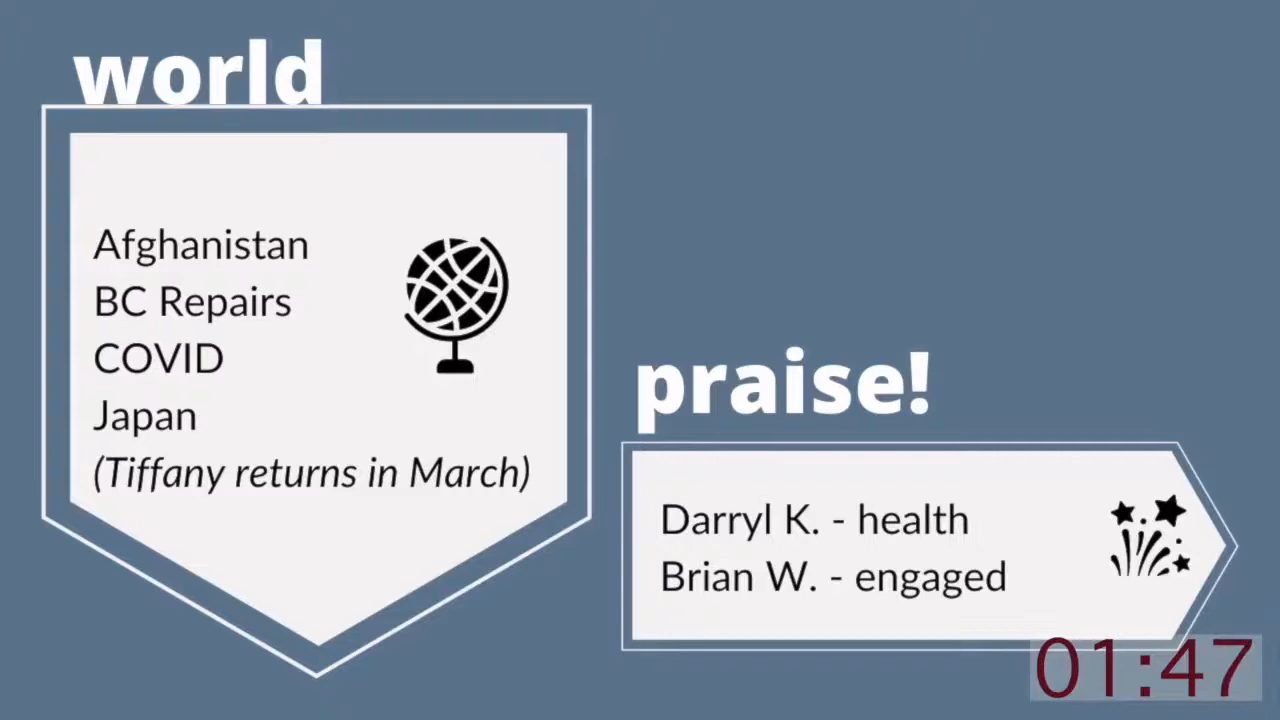 world
Afghanistan
BC Repairs
COVID
Japan
(Tiffany returns in March)
praise!
Darryl K. - health
Brian W. - engaged
01:47